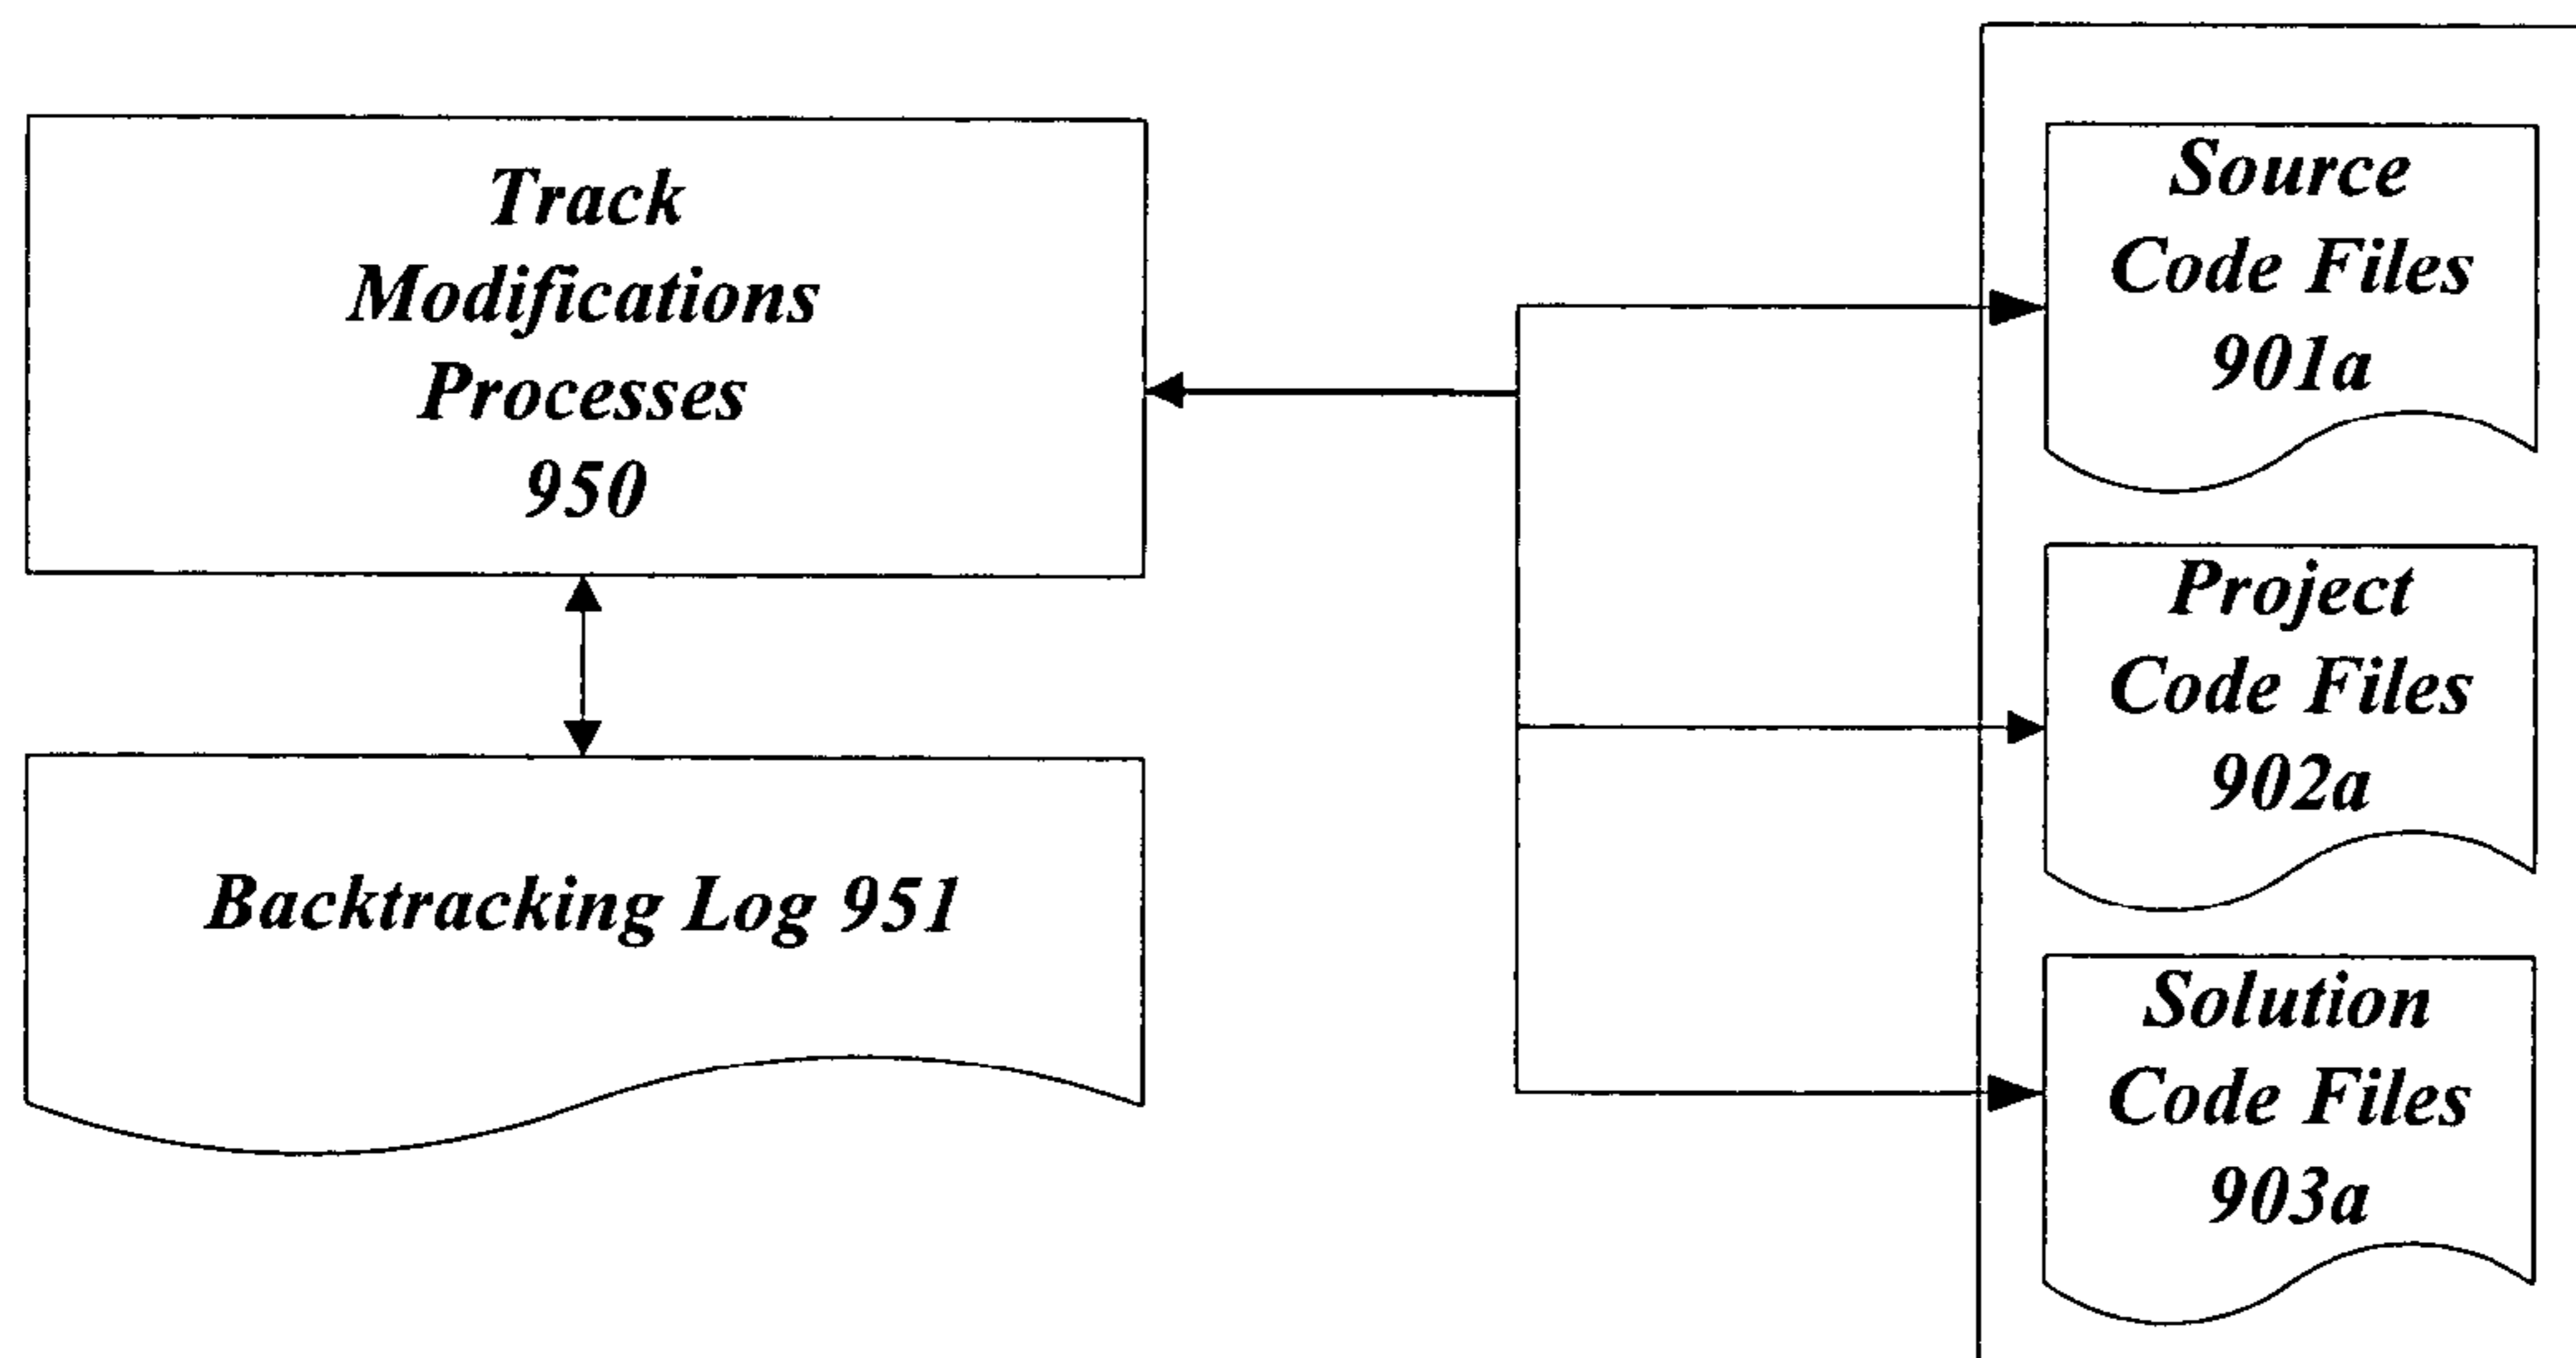 Track
Modifications
Processes
950
Backtracking Log 951
Source
Code Files
901a
Project
Code Files
902a
Solution
Code Files
903a